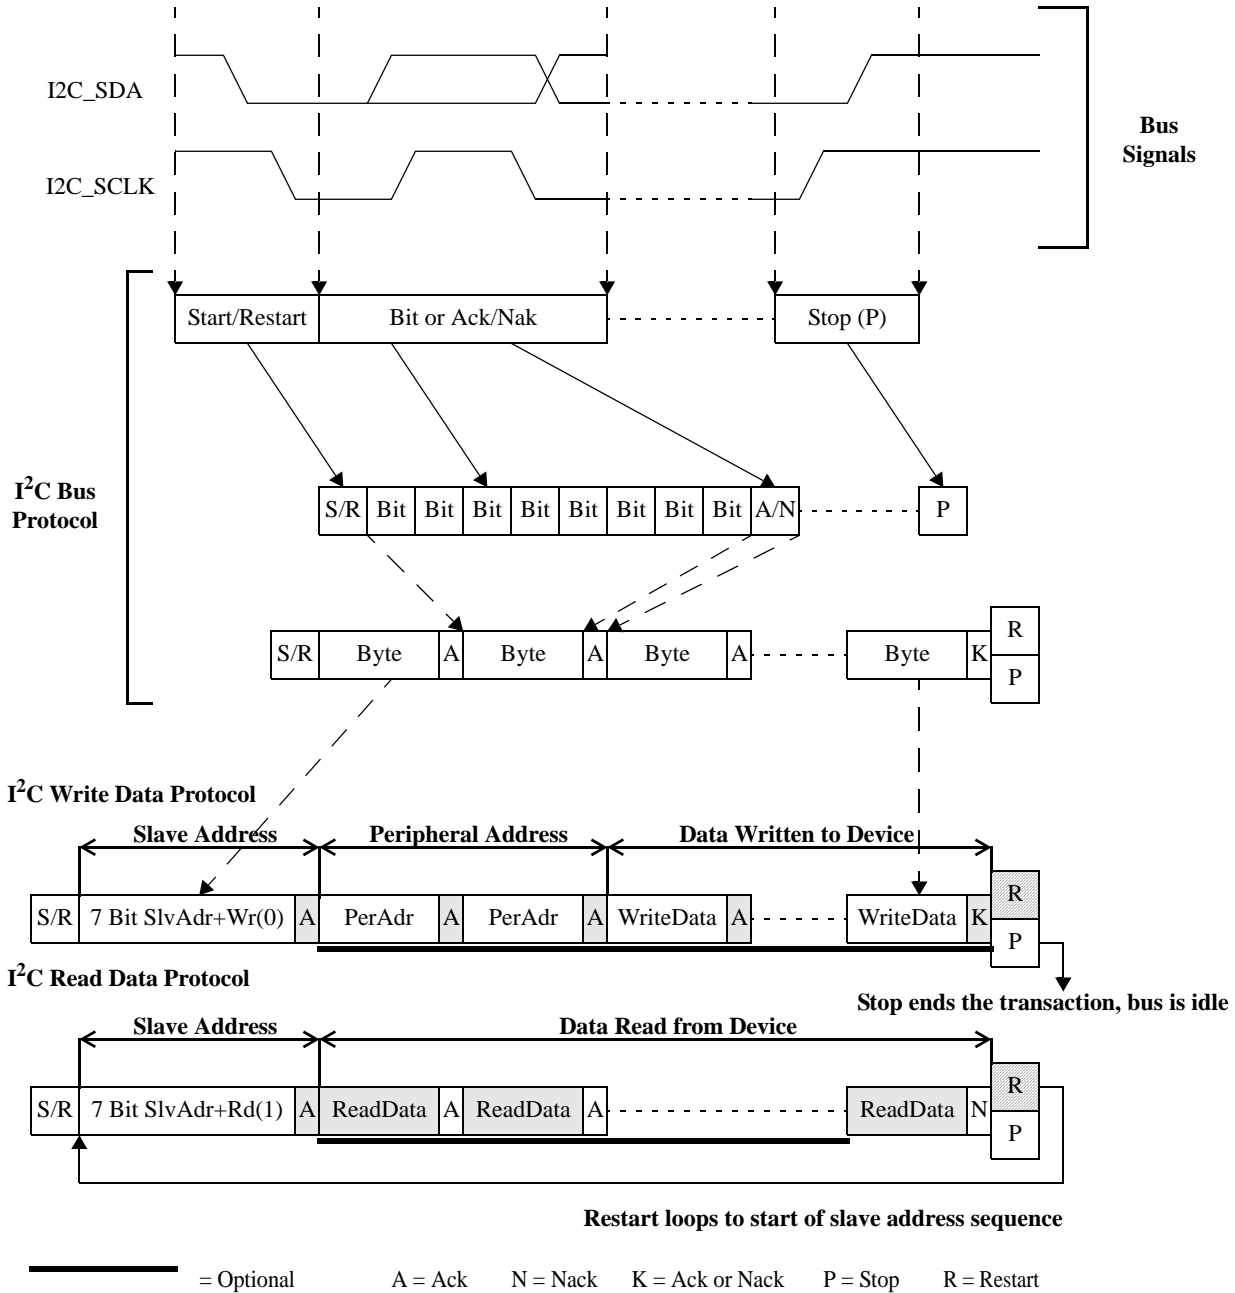 I2C_SDA
Bus
Signals
I2C_SCLK
Start/Restart Bit or Ack/Nak Stop (P)
I²C Bus
Protocol
S/R Bit Bit Bit Bit Bit Bit Bit Bit A/N P
S/R Byte A Byte A Byte A Byte K R
P
I²C Write Data Protocol
Slave Address Peripheral Address Data Written to Device
S/R 7 Bit SlvAdr+Wr(0) A PerAdr A PerAdr A WriteData A WriteData K R
P
I²C Read Data Protocol
Stop ends the transaction, bus is idle
Slave Address Data Read from Device
S/R 7 Bit SlvAdr+Rd(1) A ReadData A ReadData A ReadData N R
P
Restart loops to start of slave address sequence
= Optional A = Ack N = Nack K = Ack or Nack P = Stop R = Restart